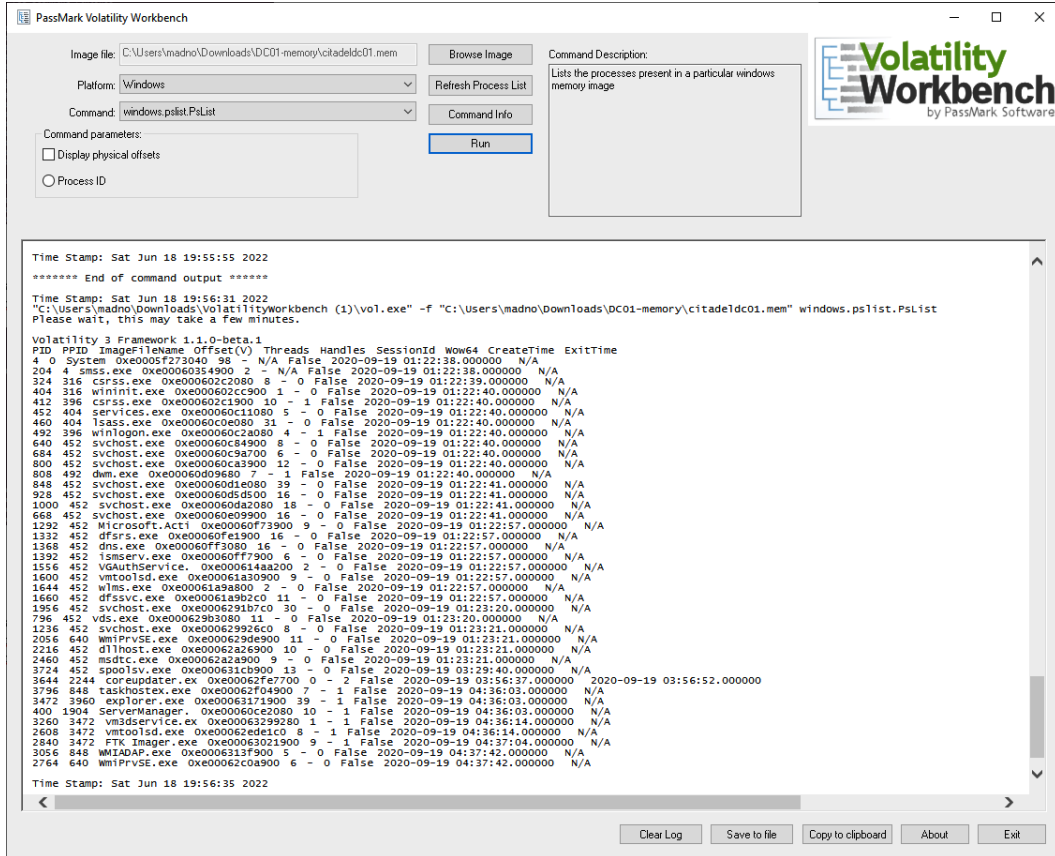 PassMark Volatility Workbench
Image file: C:\Users\madno\Downloads\DC01-memory\citadeldc01.mem
Browse Image
Platform: Windows
Refresh Process List
Command: windows.pslist.PsList
Command Info
Command parameters:
Display physical offsets
Process ID
Run
Command Description:
Lists the processes present in a particular windows
memory image
Volatility
Workbench
by PassMark Software
Time Stamp: Sat Jun 18 19:55:55 2022
******* End of command output ******
Time Stamp: Sat Jun 18 19:56:31 2022
"C:\Users\madno\Downloads\VolatilityWorkbench (1)\vol.exe" -f "C:\Users\madno\Downloads\DC01-memory\citadeldc01.mem" windows.pslist.PsList
Please wait, this may take a few minutes.
Volatility 3 Framework 1.1.0-beta.1
PID PPID ImageFileName Offset(V) Threads Handles SessionId Wow64 CreateTime ExitTime
4 0 System 0xe0005f273040 98 - N/A False 2020-09-19 01:22:38.000000 N/A
204 4 smss.exe 0xe00060354900 2 - N/A False 2020-09-19 01:22:38.000000 N/A
324 316 csrss.exe 0xe000602c2080 8 - 0 False 2020-09-19 01:22:39.000000 N/A
404 316 wininit.exe 0xe000602cc900 1 - 0 False 2020-09-19 01:22:40.000000 N/A
412 396 csrss.exe 0xe000602c1900 10 - 1 False 2020-09-19 01:22:40.000000 N/A
452 404 services.exe 0xe00060c11080 5 - 0 False 2020-09-19 01:22:40.000000 N/A
460 404 lsass.exe 0xe00060c0e080 31 - 0 False 2020-09-19 01:22:40.000000 N/A
492 396 winlogon.exe 0xe00060c2a080 4 - 1 False 2020-09-19 01:22:40.000000 N/A
640 452 svchost.exe 0xe00060c84900 8 - 0 False 2020-09-19 01:22:40.000000 N/A
684 452 svchost.exe 0xe00060c9a700 6 - 0 False 2020-09-19 01:22:40.000000 N/A
800 452 svchost.exe 0xe00060ca3900 12 - 0 False 2020-09-19 01:22:40.000000 N/A
808 492 dwm.exe 0xe00060d09680 7 - 1 False 2020-09-19 01:22:40.000000 N/A
848 452 svchost.exe 0xe00060d1e080 39 - 0 False 2020-09-19 01:22:41.000000 N/A
928 452 svchost.exe 0xe00060d5d500 16 - 0 False 2020-09-19 01:22:41.000000 N/A
1000 452 svchost.exe 0xe00060da2080 18 - 0 False 2020-09-19 01:22:41.000000 N/A
668 452 svchost.exe 0xe00060e09900 16 - 0 False 2020-09-19 01:22:41.000000 N/A
1292 452 Microsoft.Acti 0xe00060f73900 9 - 0 False 2020-09-19 01:22:57.000000 N/A
1332 452 dfsrs.exe 0xe00060fe1900 16 - 0 False 2020-09-19 01:22:57.000000 N/A
1368 452 dns.exe 0xe00060ff3080 16 - 0 False 2020-09-19 01:22:57.000000 N/A
1392 452 ismserv.exe 0xe00060ff7900 6 - 0 False 2020-09-19 01:22:57.000000 N/A
1556 452 VGAuthService. 0xe000614aa200 2 - 0 False 2020-09-19 01:22:57.000000 N/A
1600 452 vmtoolsd.exe 0xe00061a30900 9 - 0 False 2020-09-19 01:22:57.000000 N/A
1644 452 wlms.exe 0xe00061a9a800 2 - 0 False 2020-09-19 01:22:57.000000 N/A
1660 452 dfssvc.exe 0xe00061a9b2c0 11 - 0 False 2020-09-19 01:22:57.000000 N/A
1956 452 svchost.exe 0xe0006291b7c0 30 - 0 False 2020-09-19 01:23:20.000000 N/A
796 452 vds.exe 0xe000629b3080 11 - 0 False 2020-09-19 01:23:20.000000 N/A
1236 452 svchost.exe 0xe000629926c0 8 - 0 False 2020-09-19 01:23:21.000000 N/A
2056 640 WmiPrvSE.exe 0xe000629de900 11 - 0 False 2020-09-19 01:23:21.000000 N/A
2216 452 dllhost.exe 0xe00062a26900 10 - 0 False 2020-09-19 01:23:21.000000 N/A
2460 452 msdtc.exe 0xe00062a2a900 9 - 0 False 2020-09-19 01:23:21.000000 N/A
3724 452 spoolsv.exe 0xe000631cb900 13 - 0 False 2020-09-19 03:29:40.000000 N/A
3644 2244 coreupdater.ex 0xe00062fe7700 0 - 2 False 2020-09-19 03:56:37.000000 2020-09-19 03:56:52.000000
3796 848 taskhostex.exe 0xe00062f04900 7 - 1 False 2020-09-19 04:36:03.000000 N/A
3472 3960 explorer.exe 0xe00063171900 39 - 1 False 2020-09-19 04:36:03.000000 N/A
400 1904 ServerManager. 0xe00060ce2080 10 - 1 False 2020-09-19 04:36:03.000000 N/A
3260 3472 vm3dservice.ex 0xe00063299280 1 - 1 False 2020-09-19 04:36:14.000000 N/A
2608 3472 vmtoolsd.exe 0xe00062ede1c0 8 - 1 False 2020-09-19 04:36:14.000000 N/A
2840 3472 FTK Imager.exe 0xe00063021900 9 - 1 False 2020-09-19 04:37:04.000000 N/A
3056 848 WMIADAP.exe 0xe0006313f900 5 - 0 False 2020-09-19 04:37:42.000000 N/A
2764 640 WmiPrvSE.exe 0xe00062c0a900 6 - 0 False 2020-09-19 04:37:42.000000 N/A
Time Stamp: Sat Jun 18 19:56:35 2022
Clear Log
Save to file
Copy to clipboard
About
Exit